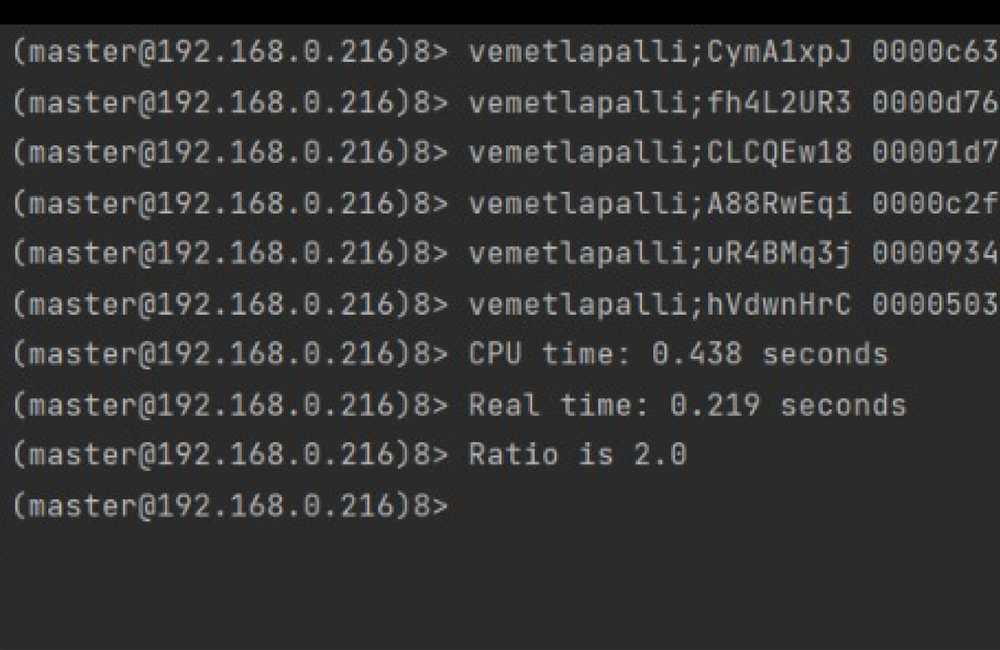 (master@192.168.0.216)8> vemetlapalli;CymA1xpJ 0000c63
(master@192.168.0.216)8> vemetlapalli;fh4L2UR3 0000d76
(master@192.168.0.216)8> vemetlapalli;CLCQEw18 00001d7
(master@192.168.0.216)8> vemetlapalli;A88RwEqi 0000c2f
(master@192.168.0.216)8> vemetlapalli;uR4BMq3j 0000934
(master@192.168.0.216)8> vemetlapalli;hVdwnHrC 0000503
(master@192.168.0.216)8> CPU time: 0.438 seconds
(master@192.168.0.216)8> Real time: 0.219 seconds
(master@192.168.0.216)8> Ratio is 2.0
(master@192.168.0.216)8>